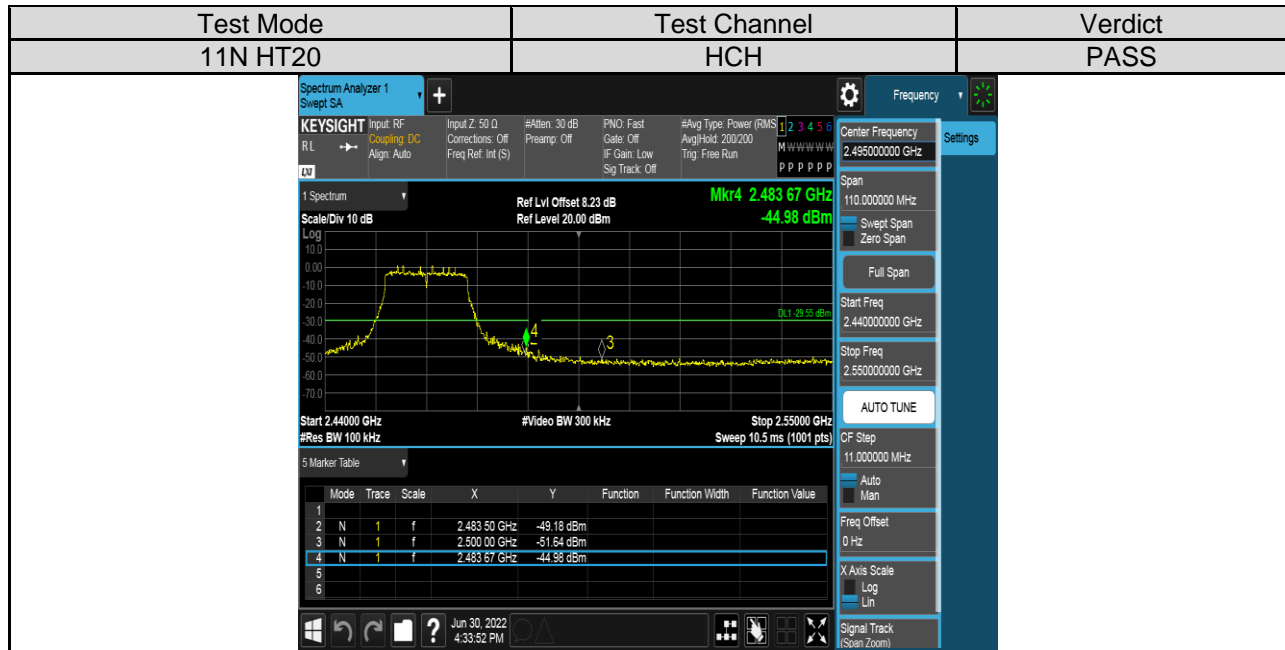 Test Mode Test Channel Verdict
11N HT20 HCH PASS
Spectrum Analyzer 1
Swept SA
Frequency
KEYSIGHT Input: RF Input Z: 50 Ω #Atten: 30 dB PNO: Fast #Avg Type: Power (RMS 1 2 3 4 5 6
RL Coupling: DC Corrections: Off Preamp: Off Gate: Off Avg|Hold: 200/200 M W W W W W
Align: Auto Freq Ref: Int (S) IF Gain: Low Trig: Free Run
LXI Sig Track: Off P P P P P P
Center Frequency
2.495000000 GHz
Settings
Span
110.000000 MHz
Swept Span
Zero Span
Full Span
Start Freq
2.440000000 GHz
Stop Freq
2.550000000 GHz
AUTO TUNE
CF Step
11.000000 MHz
Auto
Man
Freq Offset
0 Hz
X Axis Scale
Log
Lin
Signal Track
(Span Zoom)
1 Spectrum Ref Lvl Offset 8.23 dB Mkr4 2.483 67 GHz
Scale/Div 10 dB Ref Level 20.00 dBm -44.98 dBm
Log
10.0
0.00
-10.0
-20.0
DL1 -29.55 dBm
-30.0
4
-40.0
3
-50.0
-60.0
-70.0
Start 2.44000 GHz #Video BW 300 kHz Stop 2.55000 GHz
#Res BW 100 kHz Sweep 10.5 ms (1001 pts)
5 Marker Table
Mode Trace Scale X Y Function Function Width Function Value
1
2 N 1 f 2.483 50 GHz -49.18 dBm
3 N 1 f 2.500 00 GHz -51.64 dBm
4 N 1 f 2.483 67 GHz -44.98 dBm
5
6
? Jun 30, 2022
4:33:52 PM